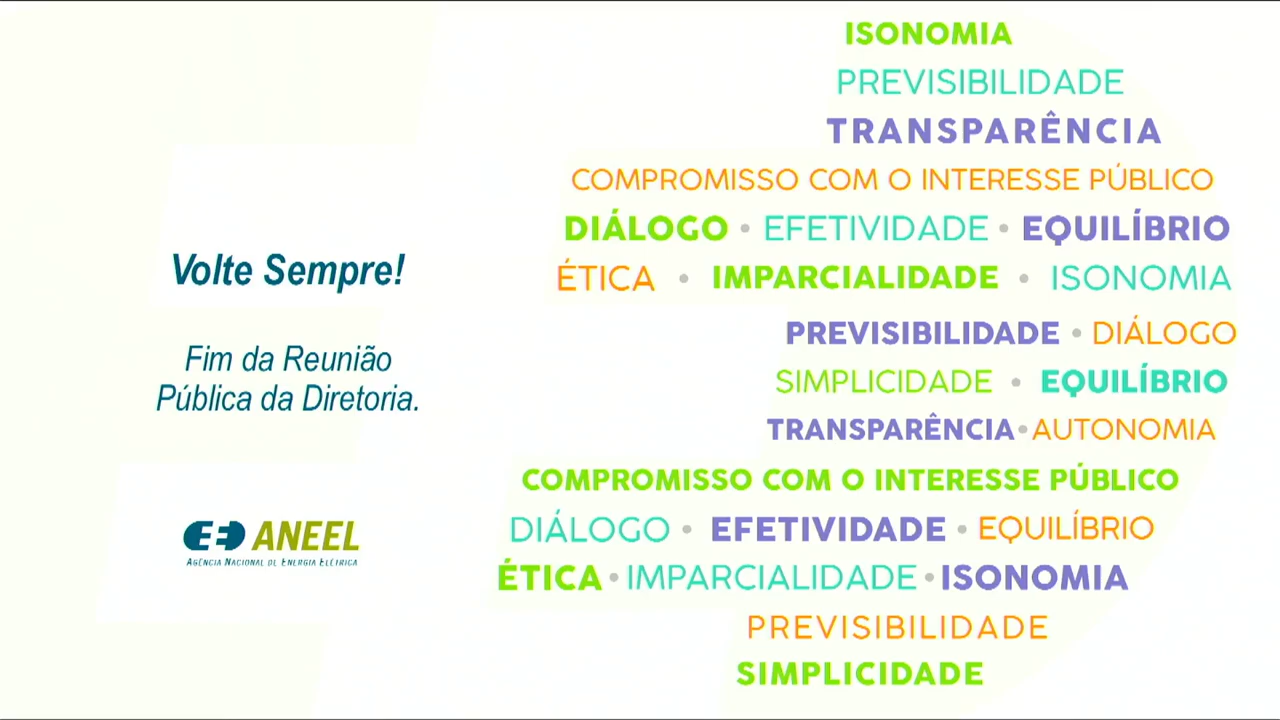 Volte Sempre!
Fim da Reunião
Pública da Diretoria.
ANEEL
AGÊNCIA NACIONAL DE ENERGIA ELÉTRICA
ISONOMIA
PREVISIBILIDADE
TRANSPARÊNCIA
COMPROMISSO COM O INTERESSE PÚBLICO
DIÁLOGO • EFETIVIDADE • EQUILÍBRIO
ÉTICA • IMPARCIALIDADE • ISONOMIA
PREVISIBILIDADE • DIÁLOGO
SIMPLICIDADE • EQUILÍBRIO
TRANSPARÊNCIA • AUTONOMIA
COMPROMISSO COM O INTERESSE PÚBLICO
DIÁLOGO • EFETIVIDADE • EQUILÍBRIO
ÉTICA • IMPARCIALIDADE • ISONOMIA
PREVISIBILIDADE
SIMPLICIDADE